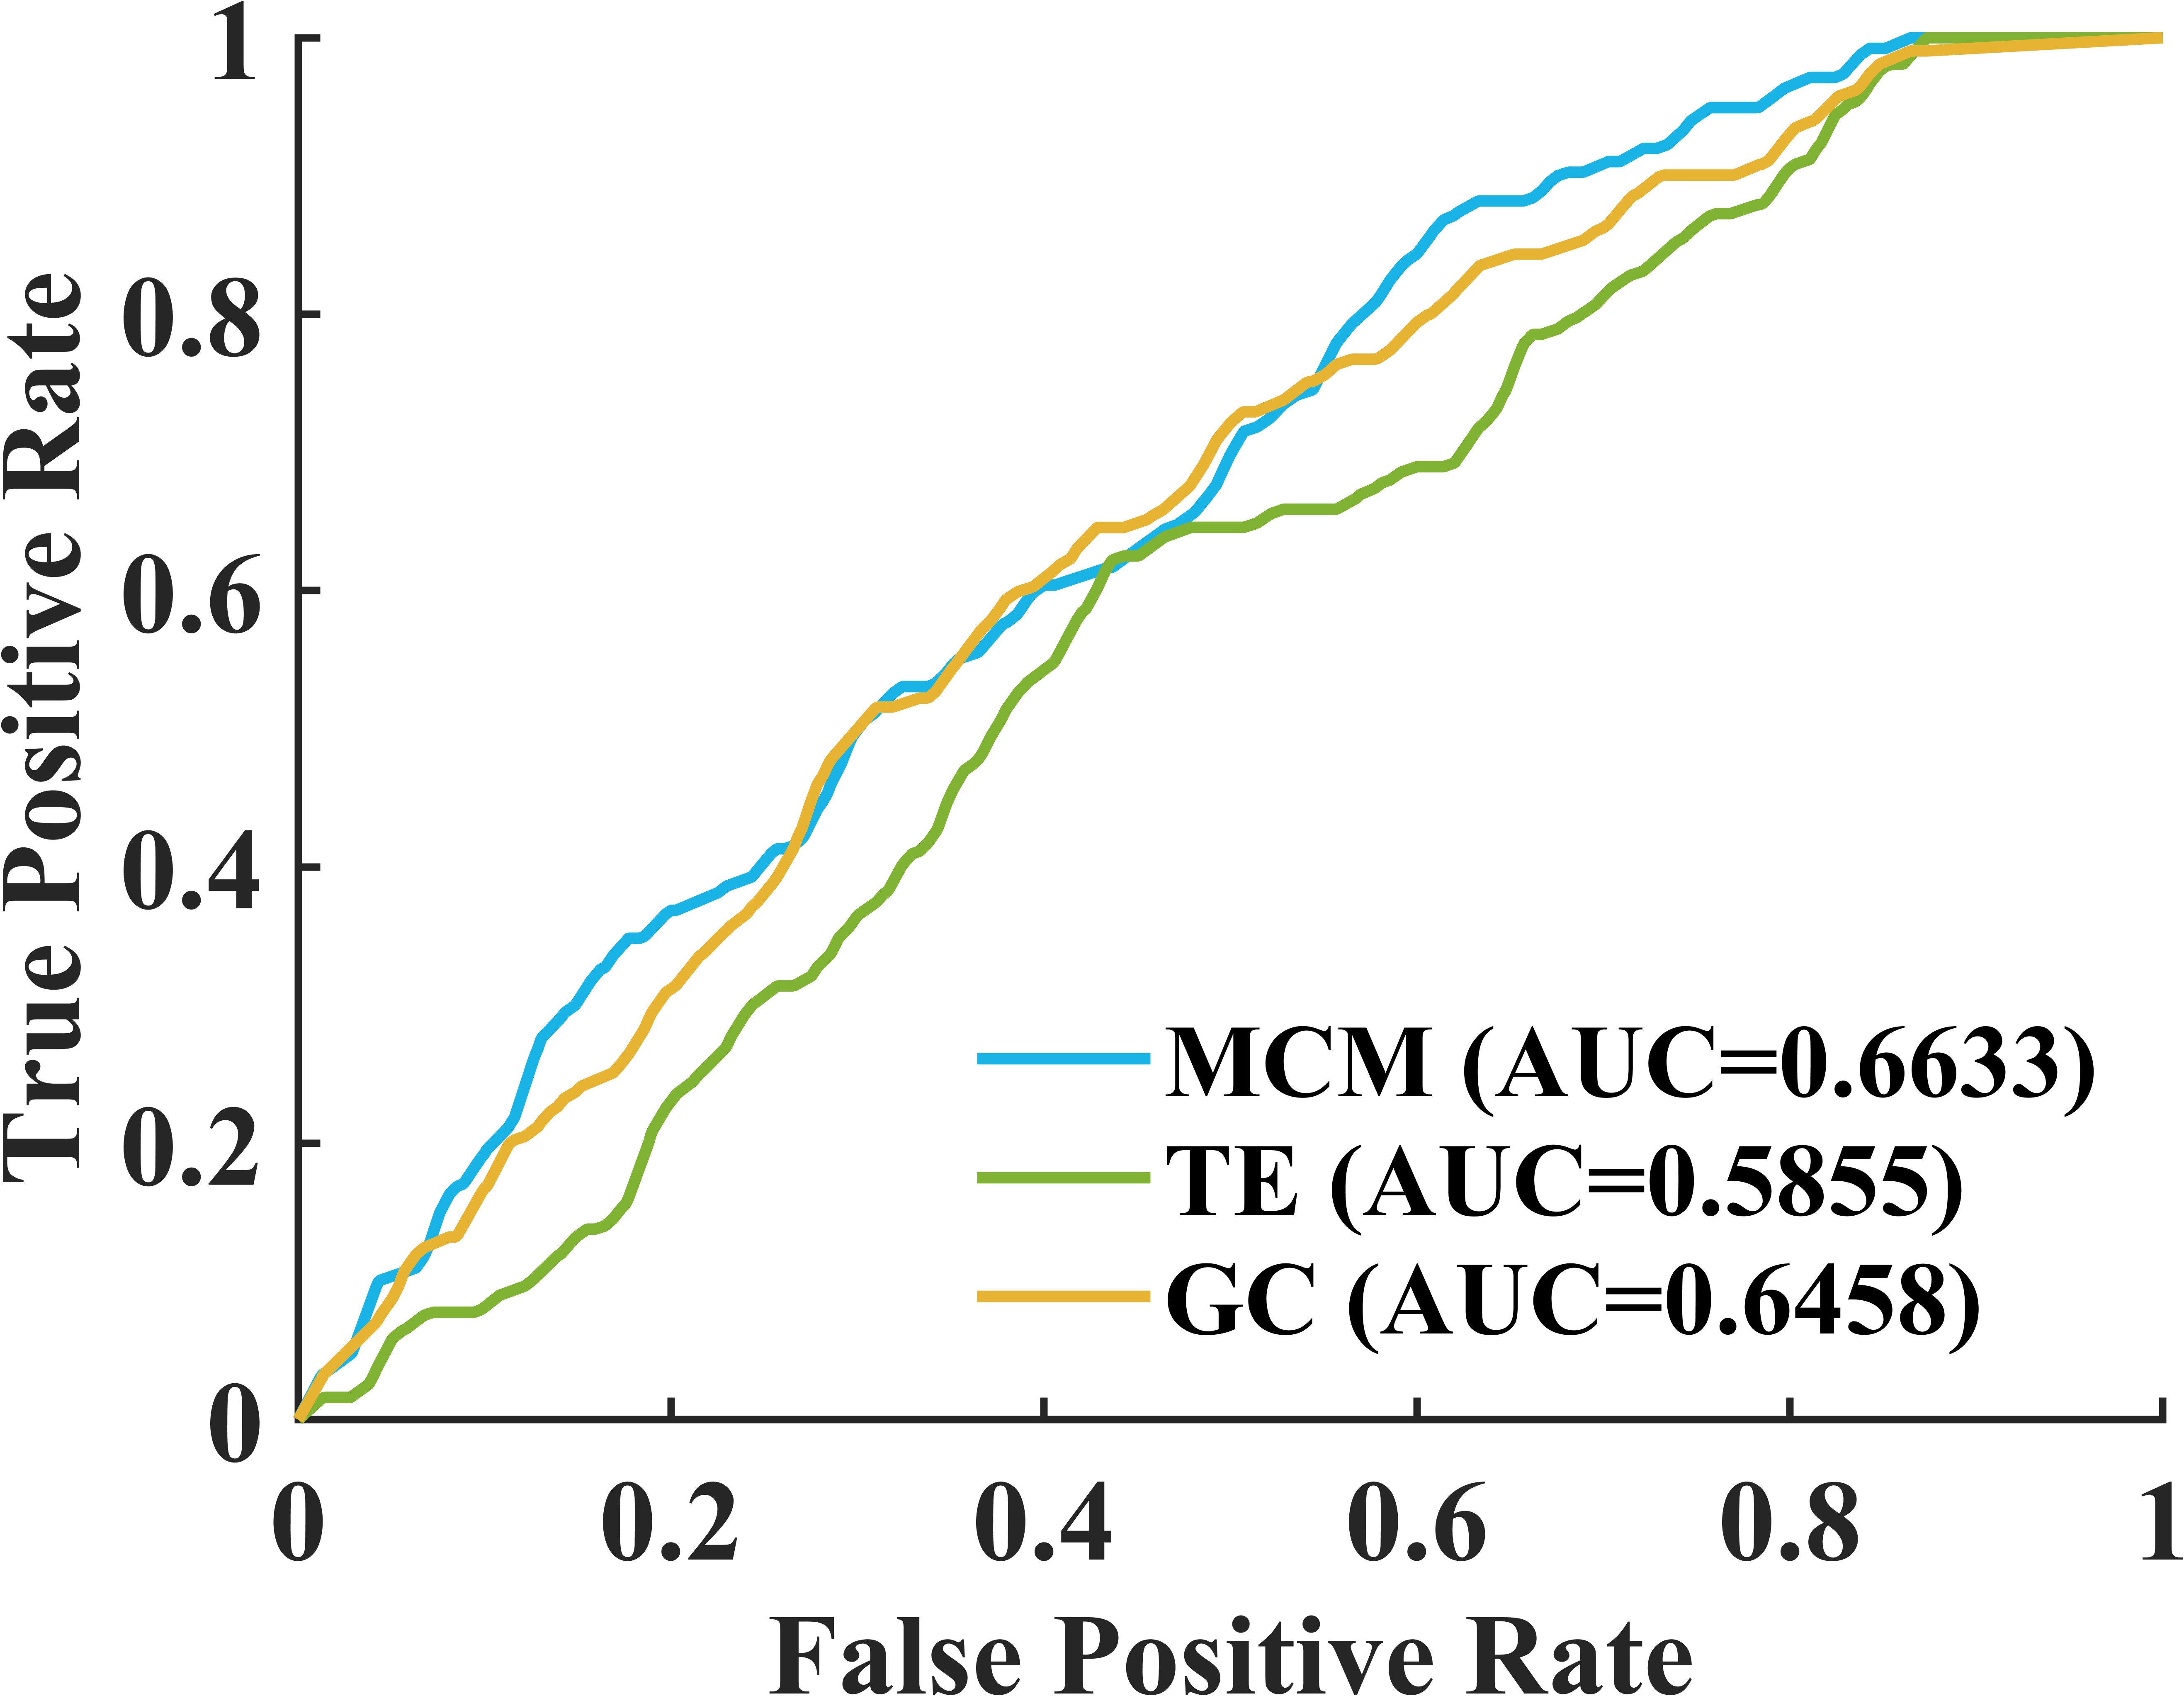 True Positive Rate
1
0.8
0.6
0.4
0.2
0
MCM (AUC=0.6633)
TE (AUC=0.5855)
GC (AUC=0.6458)
0 0.2 0.4 0.6 0.8 1
False Positive Rate